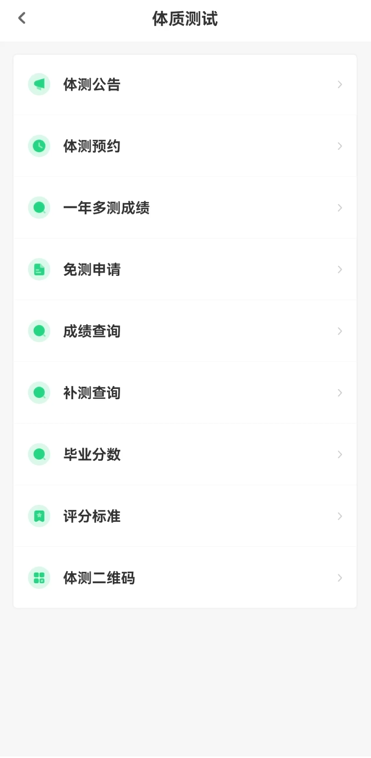 体质测试
体测公告
体测预约
一年多测成绩
免测申请
成绩查询
补测查询
毕业分数
评分标准
体测二维码